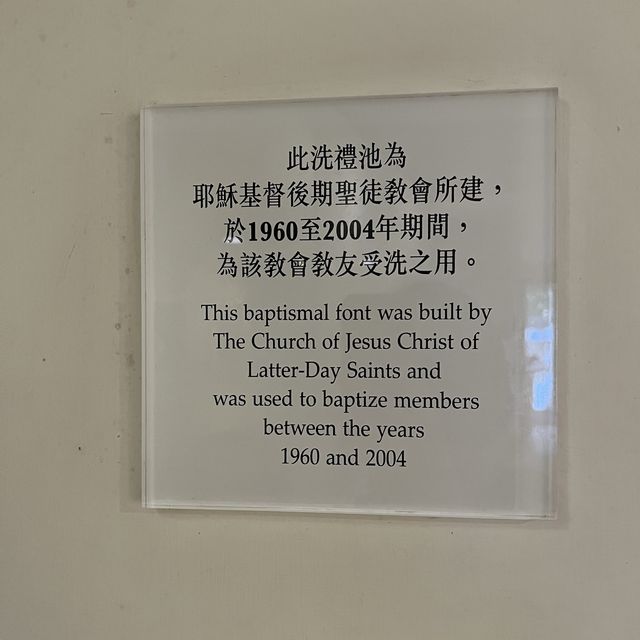 此洗禮池為
耶穌基督後期聖徒教會所建，
於1960至2004年期間，
為該教會教友受洗之用。
This baptismal font was built by
The Church of Jesus Christ of
Latter-Day Saints and
was used to baptize members
between the years
1960 and 2004